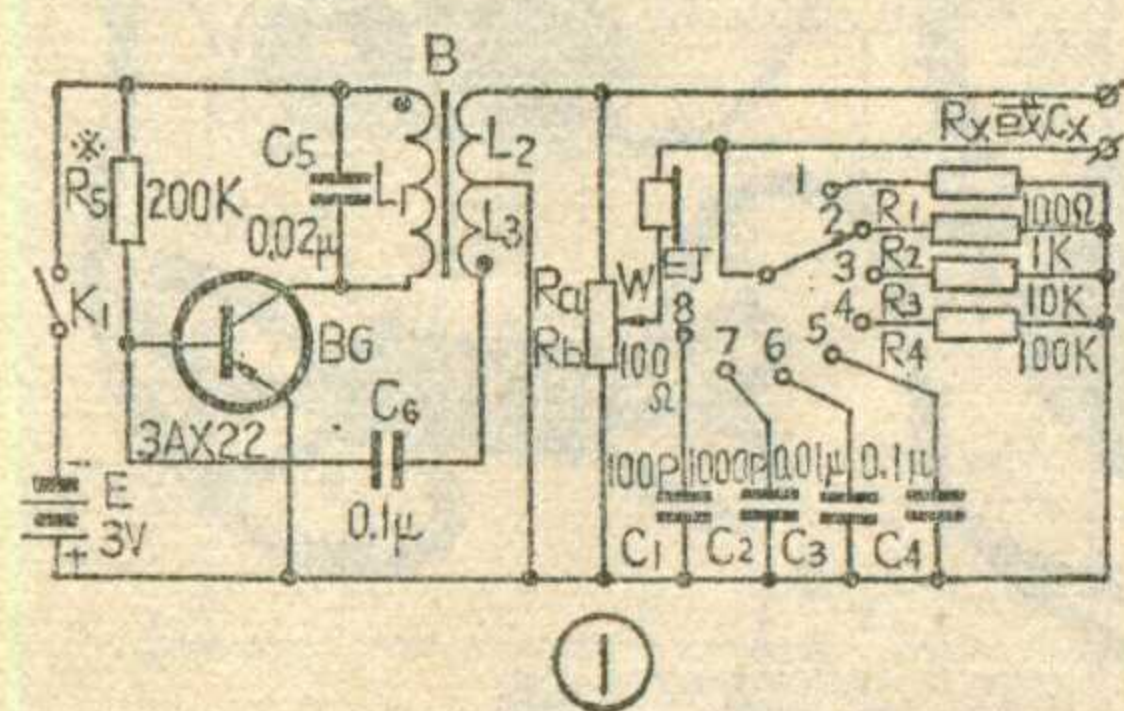 B
※
R5
200K
C5
0.02μ
L1
L2
L3
K1
BG
3AX22
C6
0.1μ
-
E
3V
+
Ra
Rb
W
100
Ω
EJ
Rx或Cx
1
2
3
4
5
6
7
8
R1
100Ω
R2
1K
R3
10K
R4
100K
100P
1000P
0.01μ
0.1μ
C1
C2
C3
C4
1